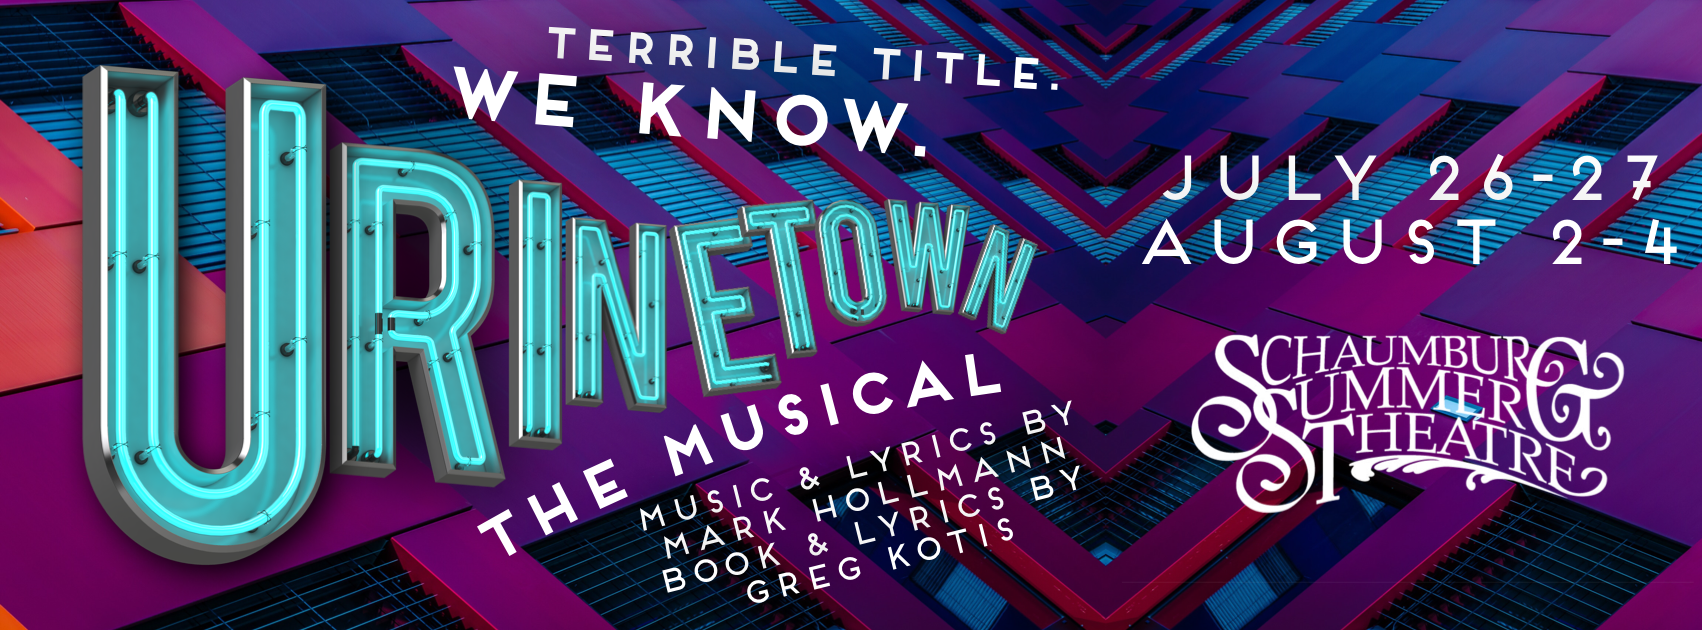 TERRIBLE TITLE.
WE KNOW.
URINETOWN
THE MUSICAL
MUSIC & LYRICS BY
MARK HOLLMANN
BOOK & LYRICS BY
GREG KOTIS
JULY 26-27
AUGUST 2-4
SCHAUMBURG
SUMMER
THEATRE